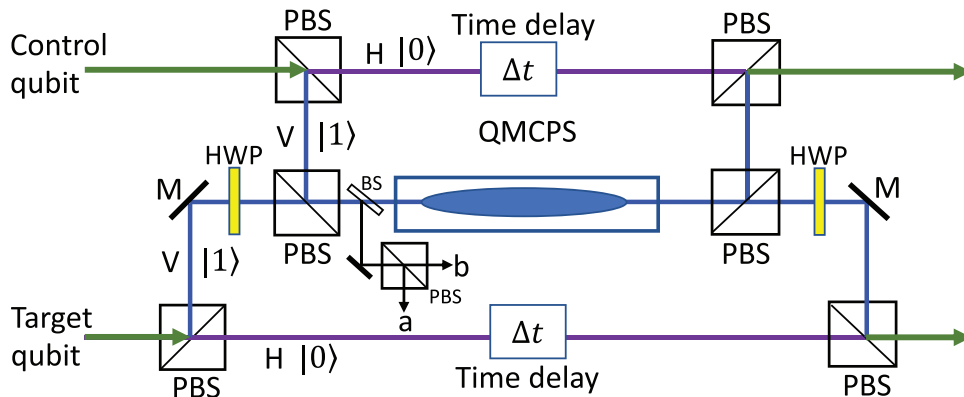 PBS
Time delay
PBS
Control
qubit
H |0⟩
Δt
V |1⟩
QMCPS
HWP
BS
HWP
M
M
PBS
PBS
V |1⟩
b
PBS
a
Target
qubit
H |0⟩
Δt
PBS
Time delay
PBS